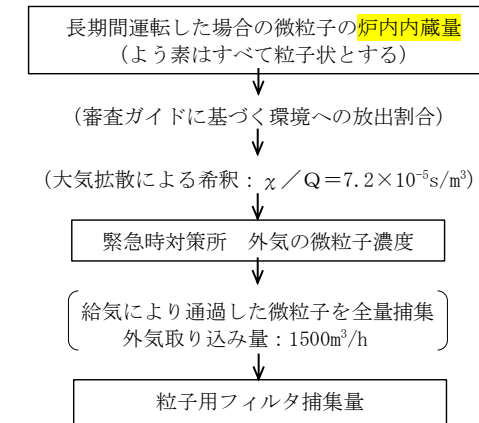 長期間運転した場合の微粒子の炉内内蔵量
(よう素はすべて粒子状とする)
(審査ガイドに基づく環境への放出割合)
(大気拡散による希釈：χ／Q＝7.2×10⁻⁵s/m³)
緊急時対策所　外気の微粒子濃度
給気により通過した微粒子を全量捕集
外気取り込み量：1500m³/h
粒子用フィルタ捕集量